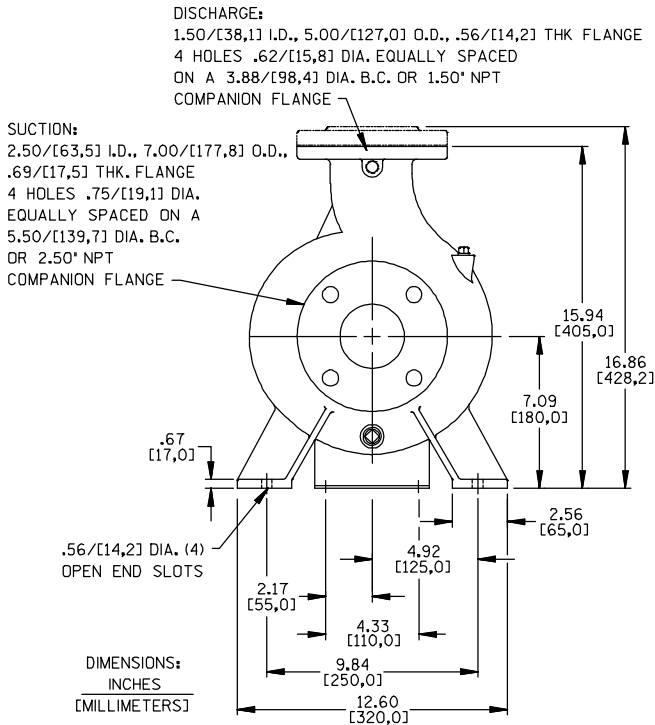 DISCHARGE:
1.50/[38,1] I.D., 5.00/[127,0] O.D., .56/[14,2] THK FLANGE
4 HOLES .62/[15,8] DIA. EQUALLY SPACED
ON A 3.88/[98,4] DIA. B.C. OR 1.50" NPT
COMPANION FLANGE
SUCTION:
2.50/[63,5] I.D., 7.00/[177,8] O.D.,
.69/[17,5] THK. FLANGE
4 HOLES .75/[19,1] DIA.
EQUALLY SPACED ON A
5.50/[139,7] DIA. B.C.
OR 2.50" NPT
COMPANION FLANGE
15.94
[405,0]
16.86
[428,2]
7.09
[180,0]
.67
[17,0]
2.56
[65,0]
.56/[14,2] DIA. (4)
OPEN END SLOTS
4.92
[125,0]
2.17
[55,0]
4.33
[110,0]
9.84
[250,0]
12.60
[320,0]
DIMENSIONS:
INCHES
[MILLIMETERS]